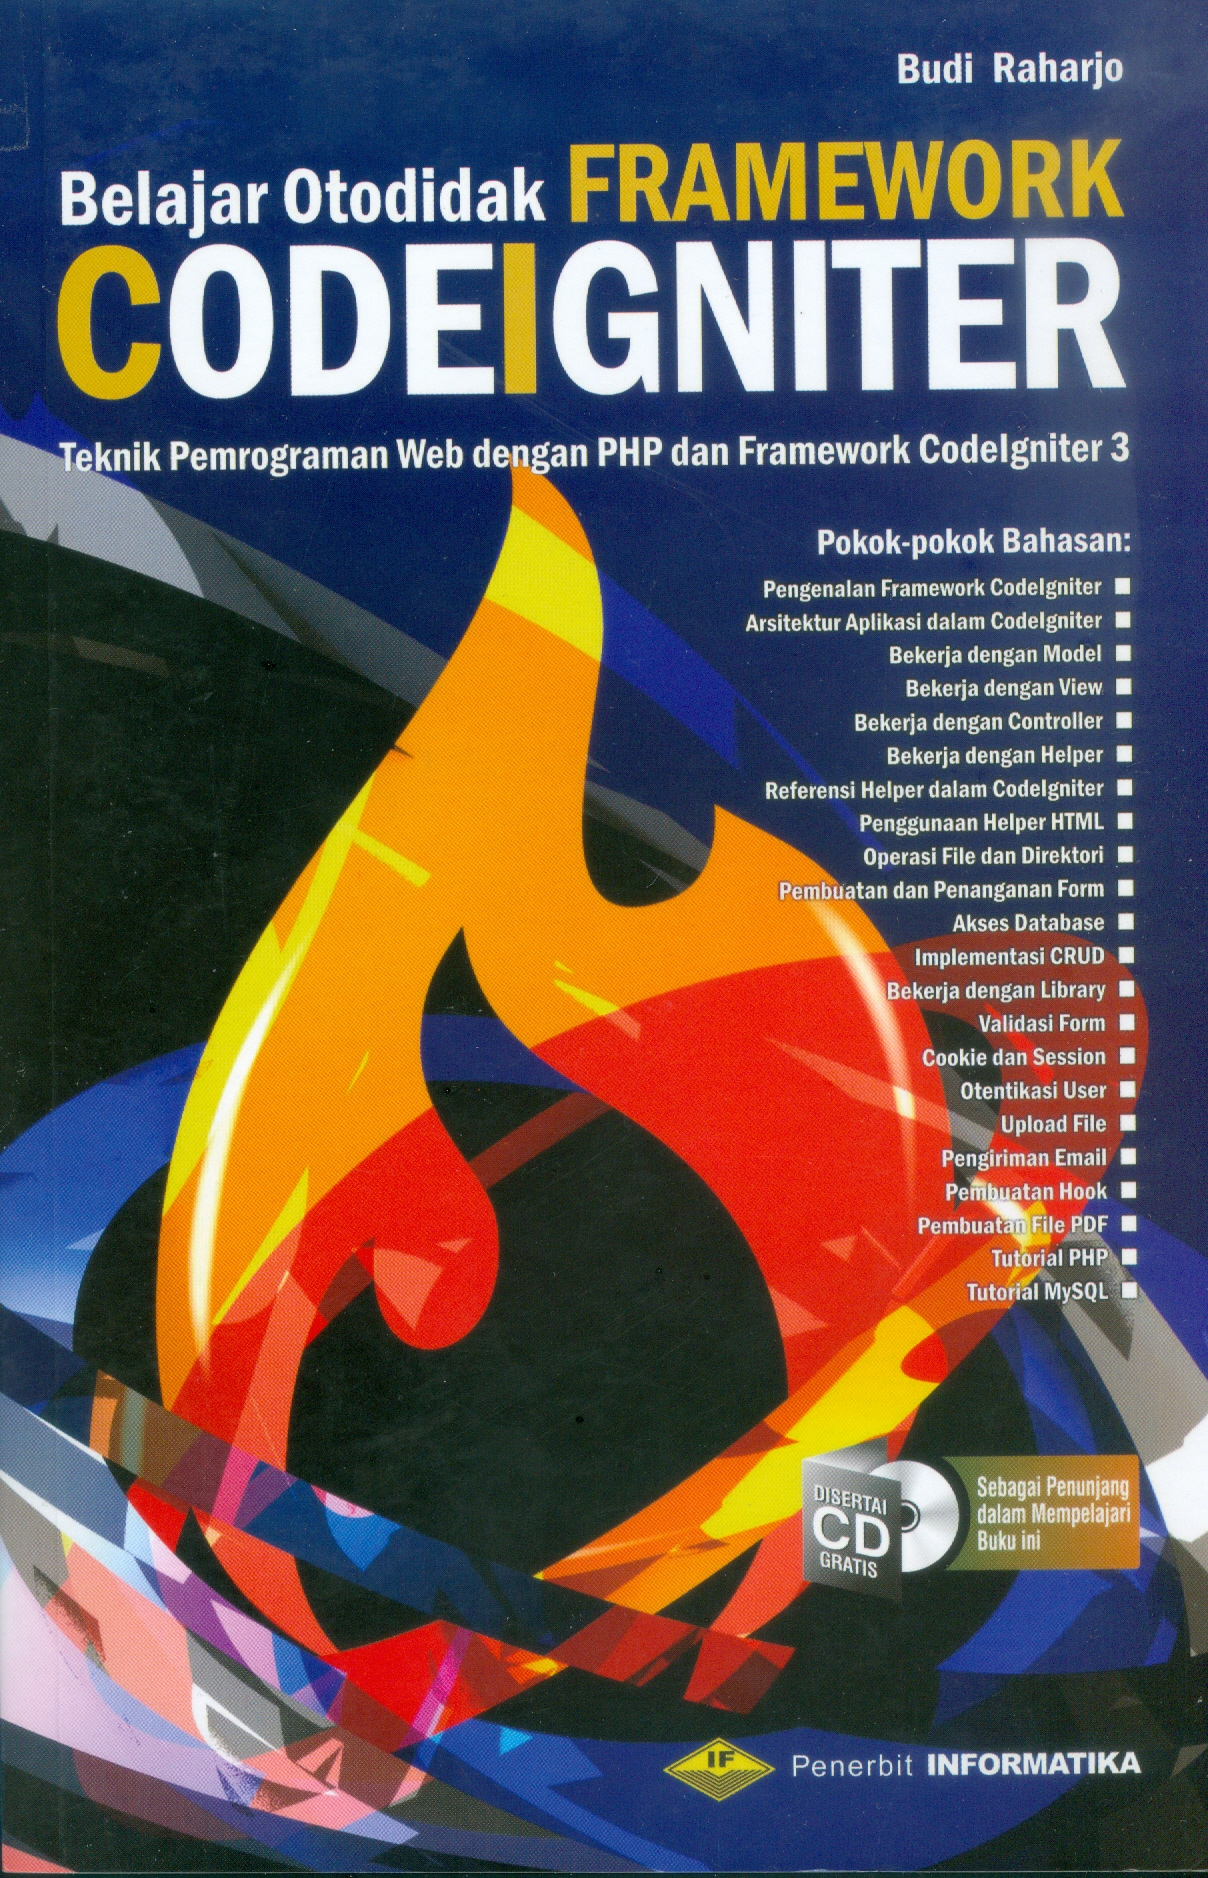 Budi Raharjo
Belajar Otodidak FRAMEWORK
CODEIGNITER
Teknik Pemrograman Web dengan PHP dan Framework CodeIgniter 3
Pokok-pokok Bahasan:
Pengenalan Framework CodeIgniter
Arsitektur Aplikasi dalam CodeIgniter
Bekerja dengan Model
Bekerja dengan View
Bekerja dengan Controller
Bekerja dengan Helper
Referensi Helper dalam CodeIgniter
Penggunaan Helper HTML
Operasi File dan Direktori
Pembuatan dan Penanganan Form
Akses Database
Implementasi CRUD
Bekerja dengan Library
Validasi Form
Cookie dan Session
Otentikasi User
Upload File
Pengiriman Email
Pembuatan Hook
Pembuatan File PDF
Tutorial PHP
Tutorial MySQL
DISERTAI
CD
GRATIS
Sebagai Penunjang
dalam Mempelajari
Buku ini
IF
Penerbit INFORMATIKA